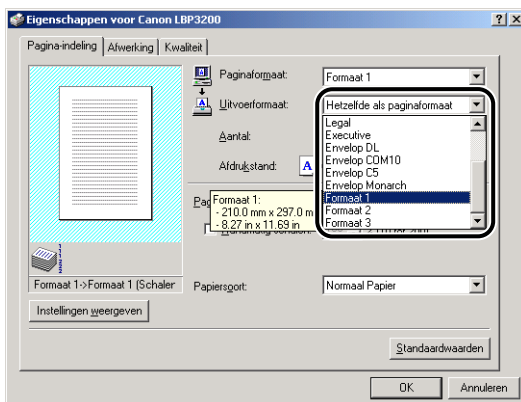 Eigenschappen voor Canon LBP3200
Pagina-indeling
Afwerking
Kwaliteit
Paginaformaat:
Formaat 1
Uitvoerformaat:
Hetzelfde als paginaformaat
Legal
Executive
Envelop DL
Envelop COM10
Envelop C5
Envelop Monarch
Formaat 1
Formaat 2
Formaat 3
Aantal:
Afdrukstand:
A
Formaat 1:
- 210.0 mm x 297.0 m
- 8.27 in x 11.69 in
Formaat 1->Formaat 1 (Schaler
Papiersoort:
Normaal Papier
Instellingen weergeven
Standaardwaarden
OK
Annuleren